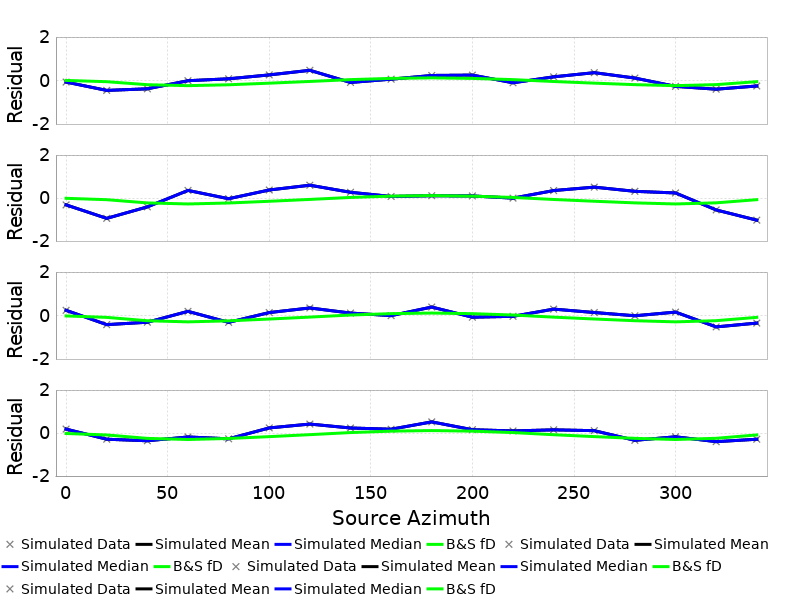 2
0
-2
Residual
2
0
-2
Residual
2
0
-2
Residual
2
0
-2
Residual
0 50 100 150 200 250 300
Source Azimuth
× Simulated Data Simulated Mean Simulated Median B&S fD × Simulated Data Simulated Mean
Simulated Median B&S fD × Simulated Data Simulated Mean Simulated Median B&S fD
× Simulated Data Simulated Mean Simulated Median B&S fD